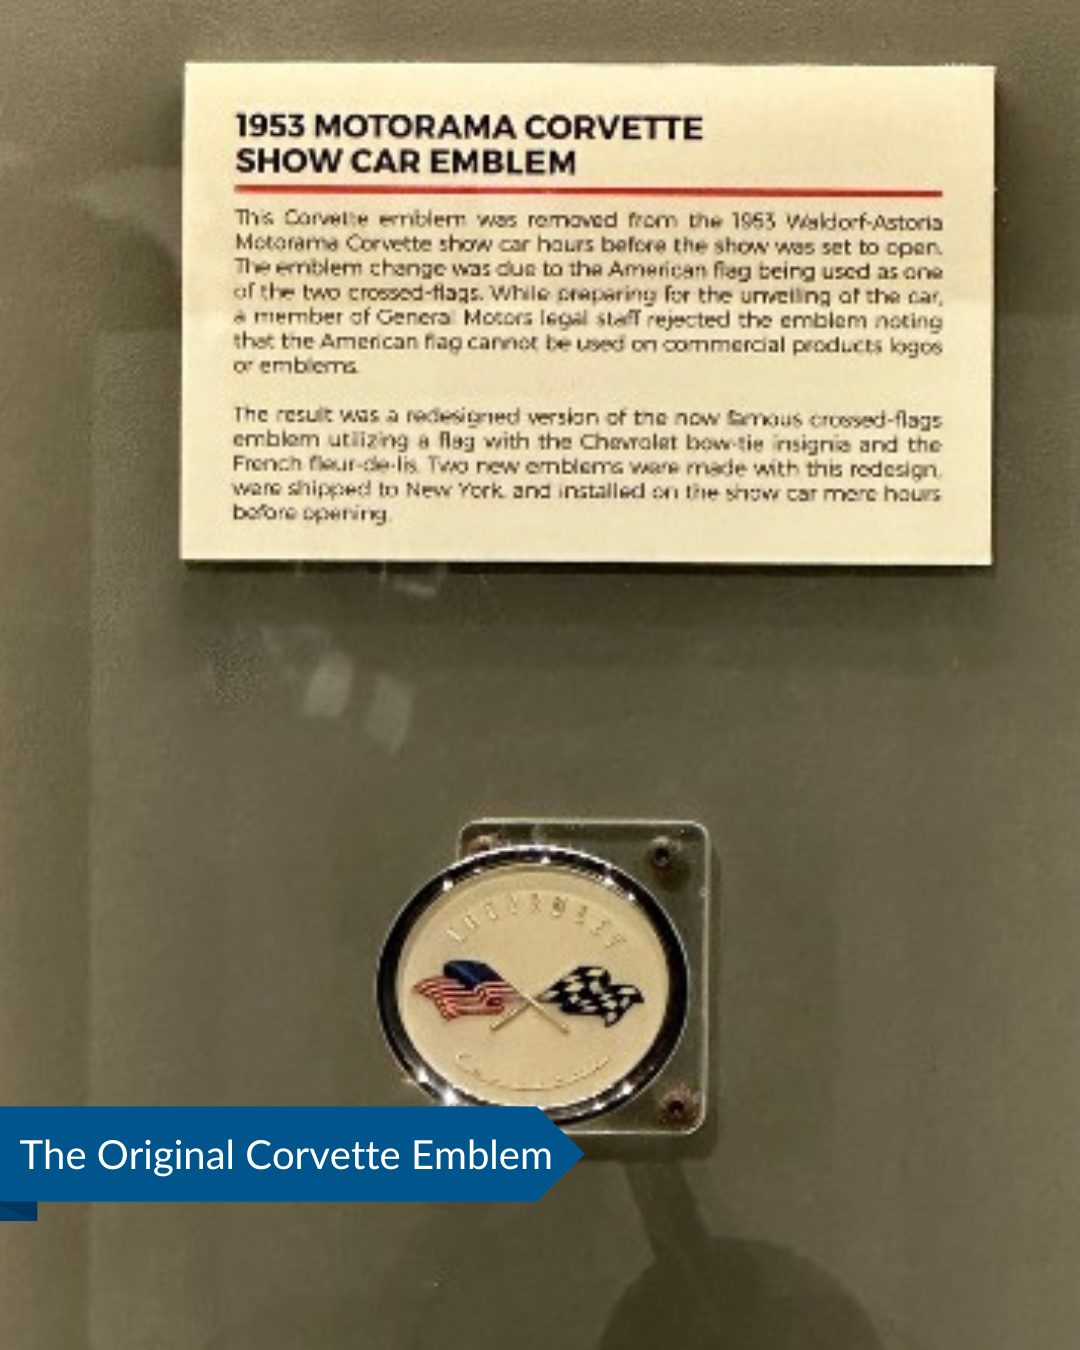 1953 MOTORAMA CORVETTE
SHOW CAR EMBLEM
This Corvette emblem was removed from the 1953 Waldorf-Astoria
Motorama Corvette show car hours before the show was set to open.
The emblem change was due to the American flag being used as one
of the two crossed-flags. While preparing for the unveiling of the car,
a member of General Motors legal staff rejected the emblem noting
that the American flag cannot be used on commercial products logos
or emblems.
The result was a redesigned version of the now famous crossed-flags
emblem utilizing a flag with the Chevrolet bow-tie insignia and the
French fleur-de-lis. Two new emblems were made with this redesign,
were shipped to New York, and installed on the show car mere hours
before opening.
The Original Corvette Emblem